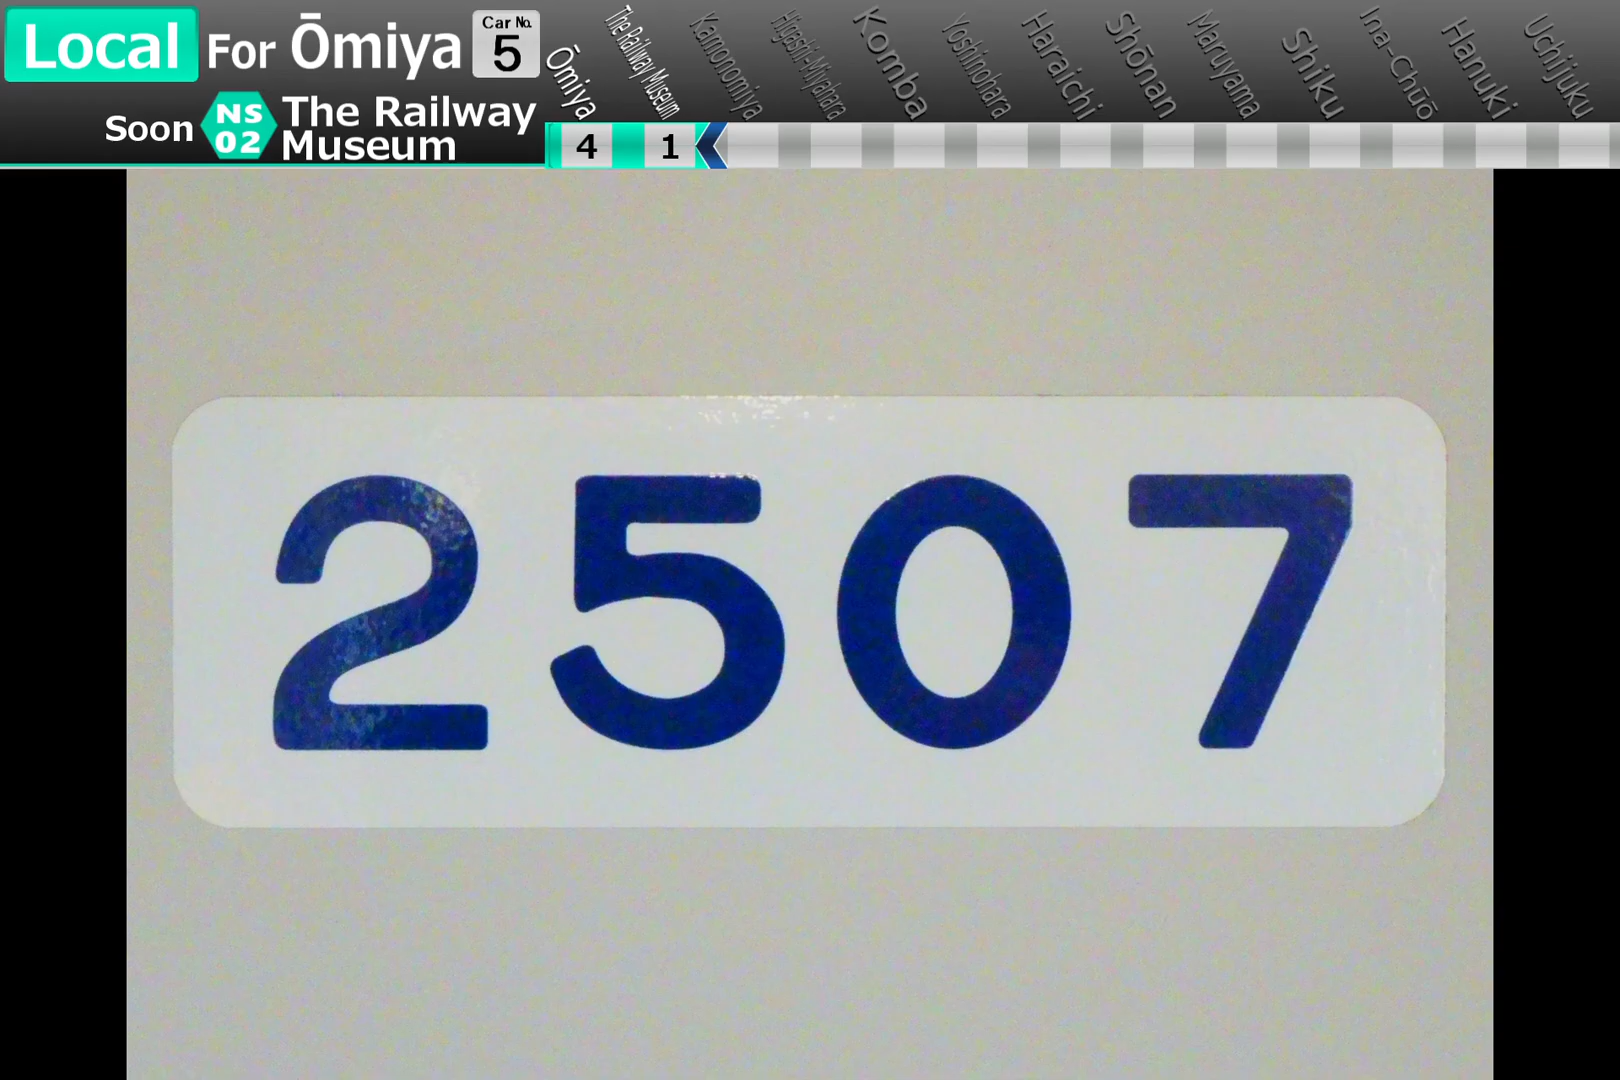 Local For Ōmiya Car No. 5
Soon NS 02 The Railway Museum
Ōmiya The Railway Museum Kamonomiya Higashi-Miyahara Komba Yoshinohara Haraichi Shōnan Maruyama Shiku Ina-Chūō Hanuki Uchijuku
4 1
2507